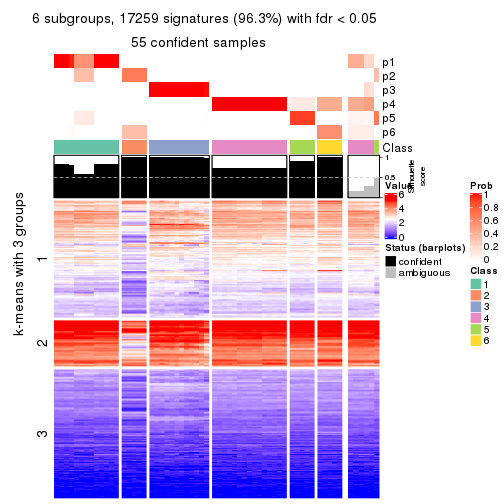 6 subgroups, 17259 signatures (96.3%) with fdr < 0.05
55 confident samples
p1
p2
p3
p4
p5
p6
Class
1
0.5
0
Silhouette
score
k-means with 3 groups
1
2
3
Value
6
4
2
0
Status (barplots)
confident
ambiguous
Prob
1
0.8
0.6
0.4
0.2
0
Class
1
2
3
4
5
6